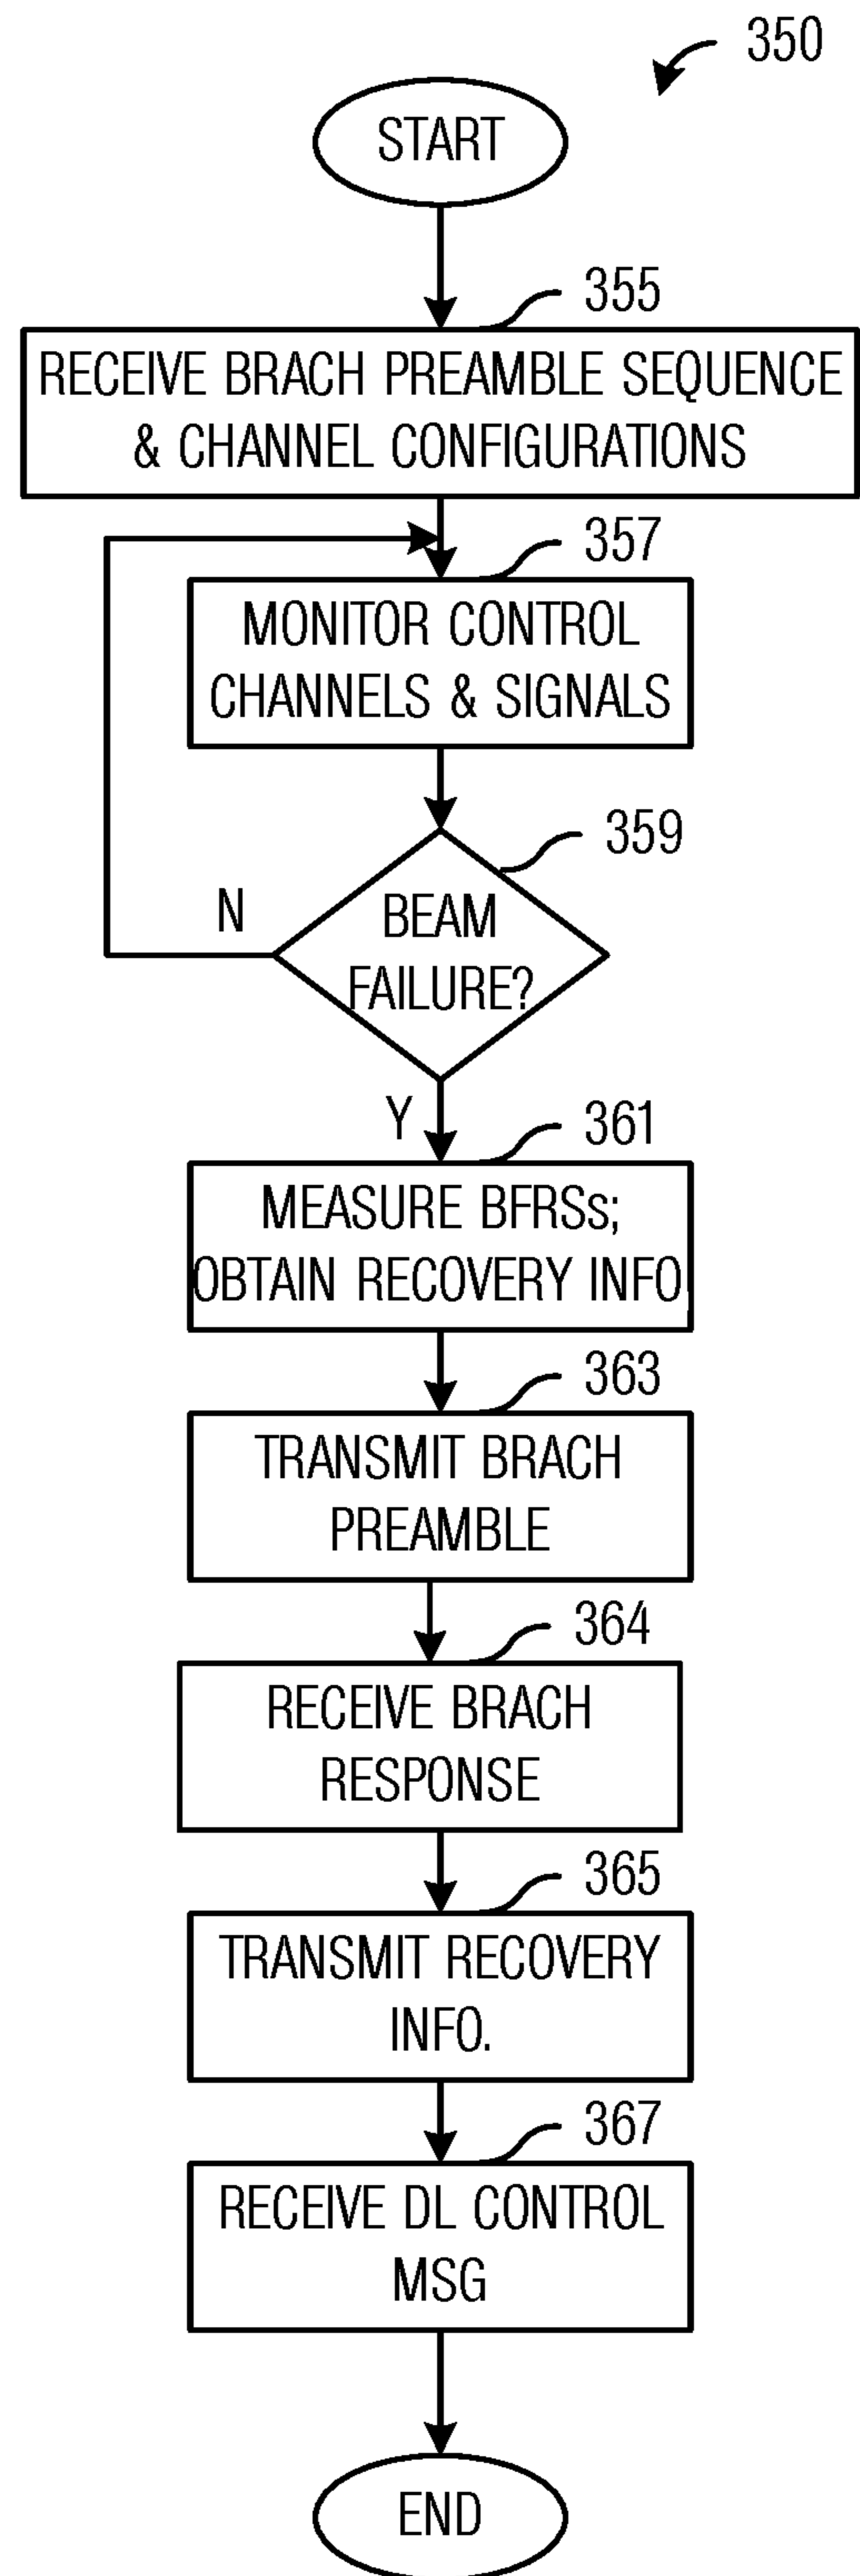 350
START
355
RECEIVE BRACH PREAMBLE SEQUENCE
& CHANNEL CONFIGURATIONS
357
MONITOR CONTROL
CHANNELS & SIGNALS
359
BEAM
FAILURE?
N
Y
361
MEASURE BFRSs;
OBTAIN RECOVERY INFO
363
TRANSMIT BRACH
PREAMBLE
364
RECEIVE BRACH
RESPONSE
365
TRANSMIT RECOVERY
INFO.
367
RECEIVE DL CONTROL
MSG
END